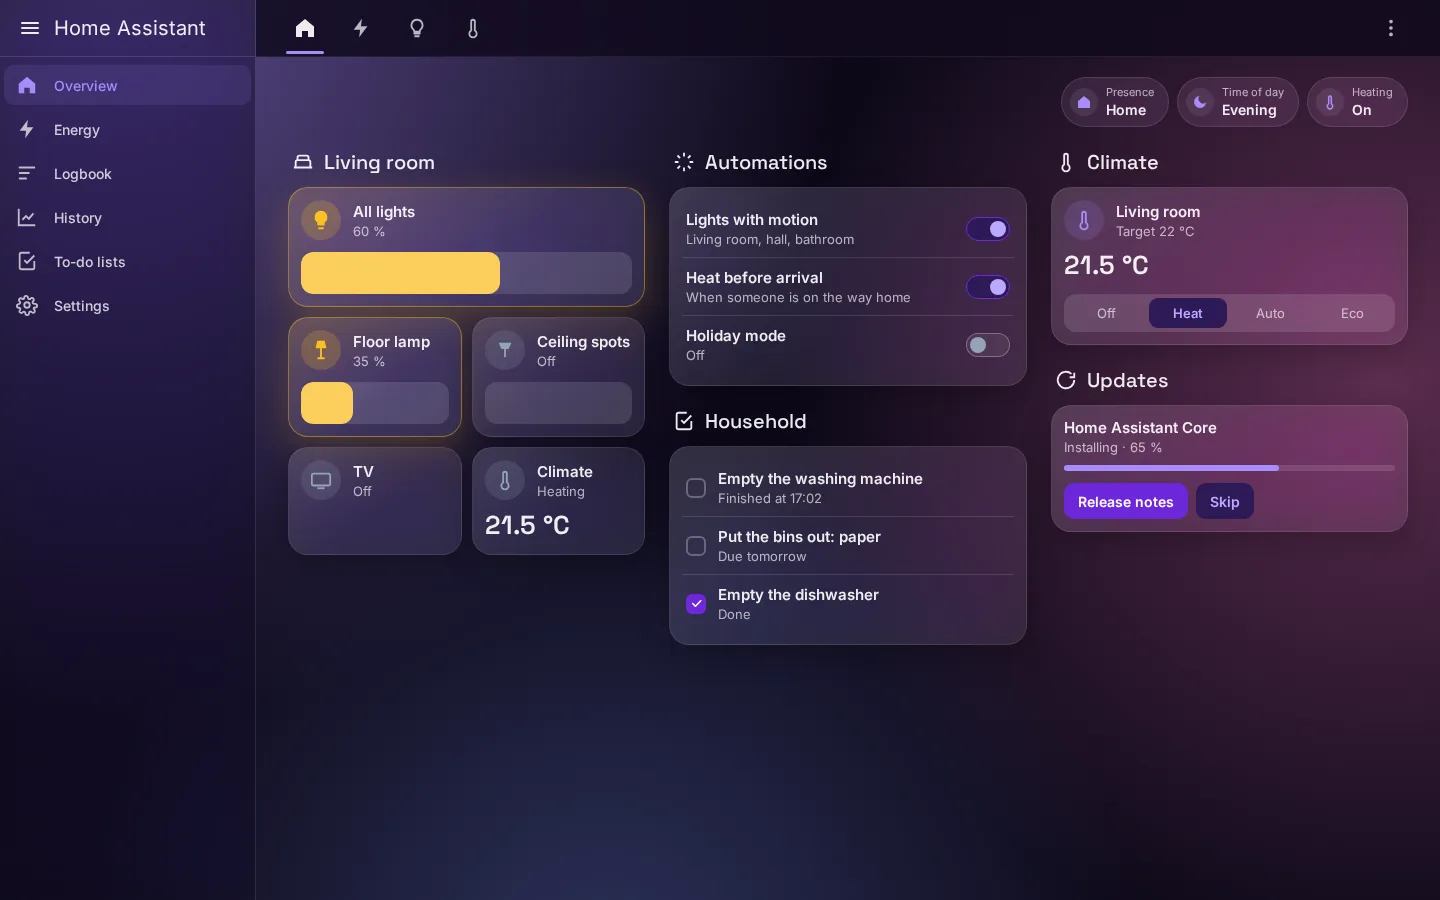 Home Assistant
Overview
Energy
Logbook
History
To-do lists
Settings
Presence
Home
Time of day
Evening
Heating
On
Living room
All lights
60 %
Floor lamp
35 %
Ceiling spots
Off
TV
Off
Climate
Heating
21.5 °C
Automations
Lights with motion
Living room, hall, bathroom
Heat before arrival
When someone is on the way home
Holiday mode
Off
Household
Empty the washing machine
Finished at 17:02
Put the bins out: paper
Due tomorrow
Empty the dishwasher
Done
Climate
Living room
Target 22 °C
21.5 °C
Off Heat Auto Eco
Updates
Home Assistant Core
Installing · 65 %
Release notes Skip